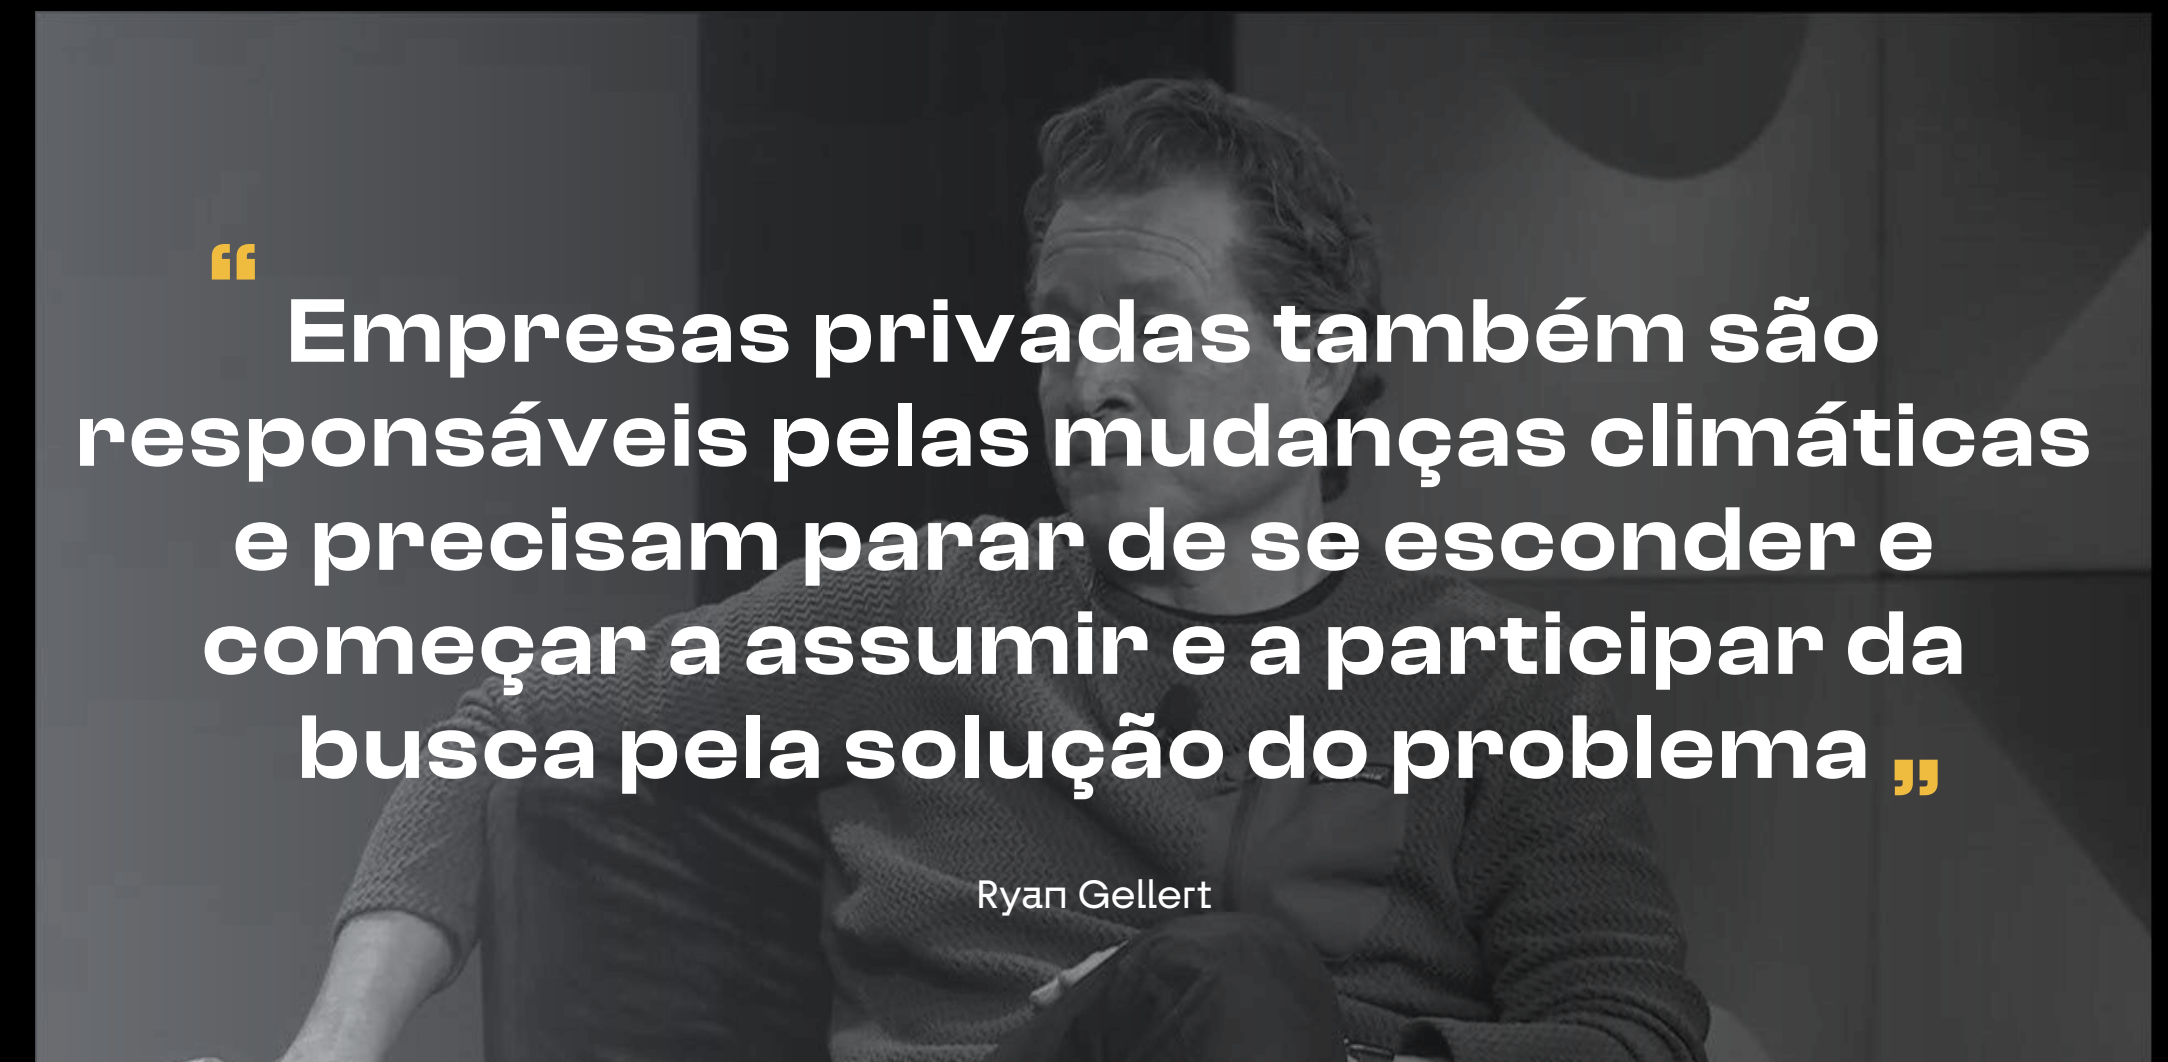 “
Empresas privadas também são
responsáveis pelas mudanças climáticas
e precisam parar de se esconder e
começar a assumir e a participar da
busca pela solução do problema ”
Ryan Gellert